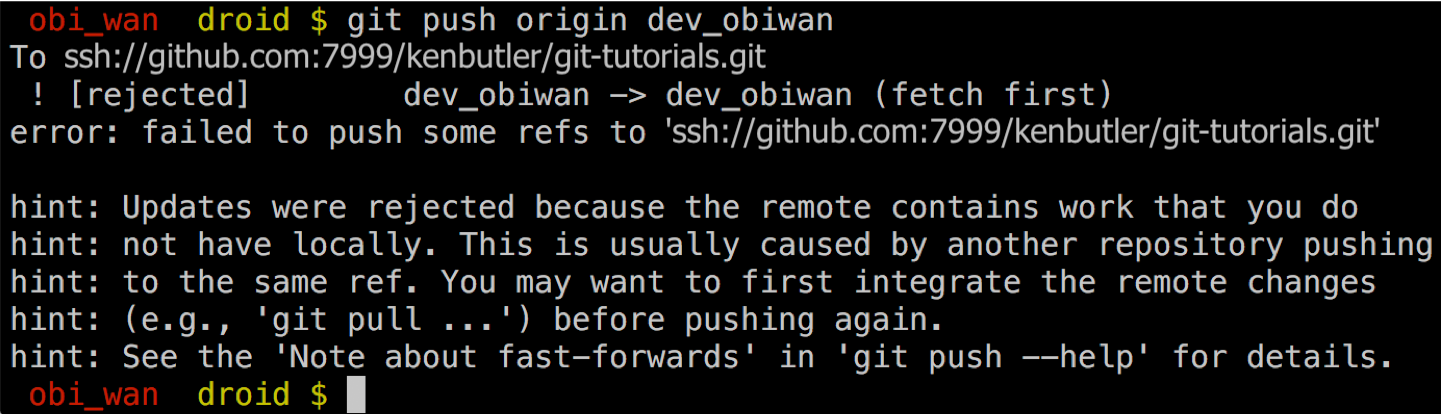 obi_wan droid $ git push origin dev_obiwan
To ssh://github.com:7999/kenbutler/git-tutorials.git
! [rejected] dev_obiwan -> dev_obiwan (fetch first)
error: failed to push some refs to 'ssh://github.com:7999/kenbutler/git-tutorials.git'
hint: Updates were rejected because the remote contains work that you do
hint: not have locally. This is usually caused by another repository pushing
hint: to the same ref. You may want to first integrate the remote changes
hint: (e.g., 'git pull ...') before pushing again.
hint: See the 'Note about fast-forwards' in 'git push --help' for details.
obi_wan droid $